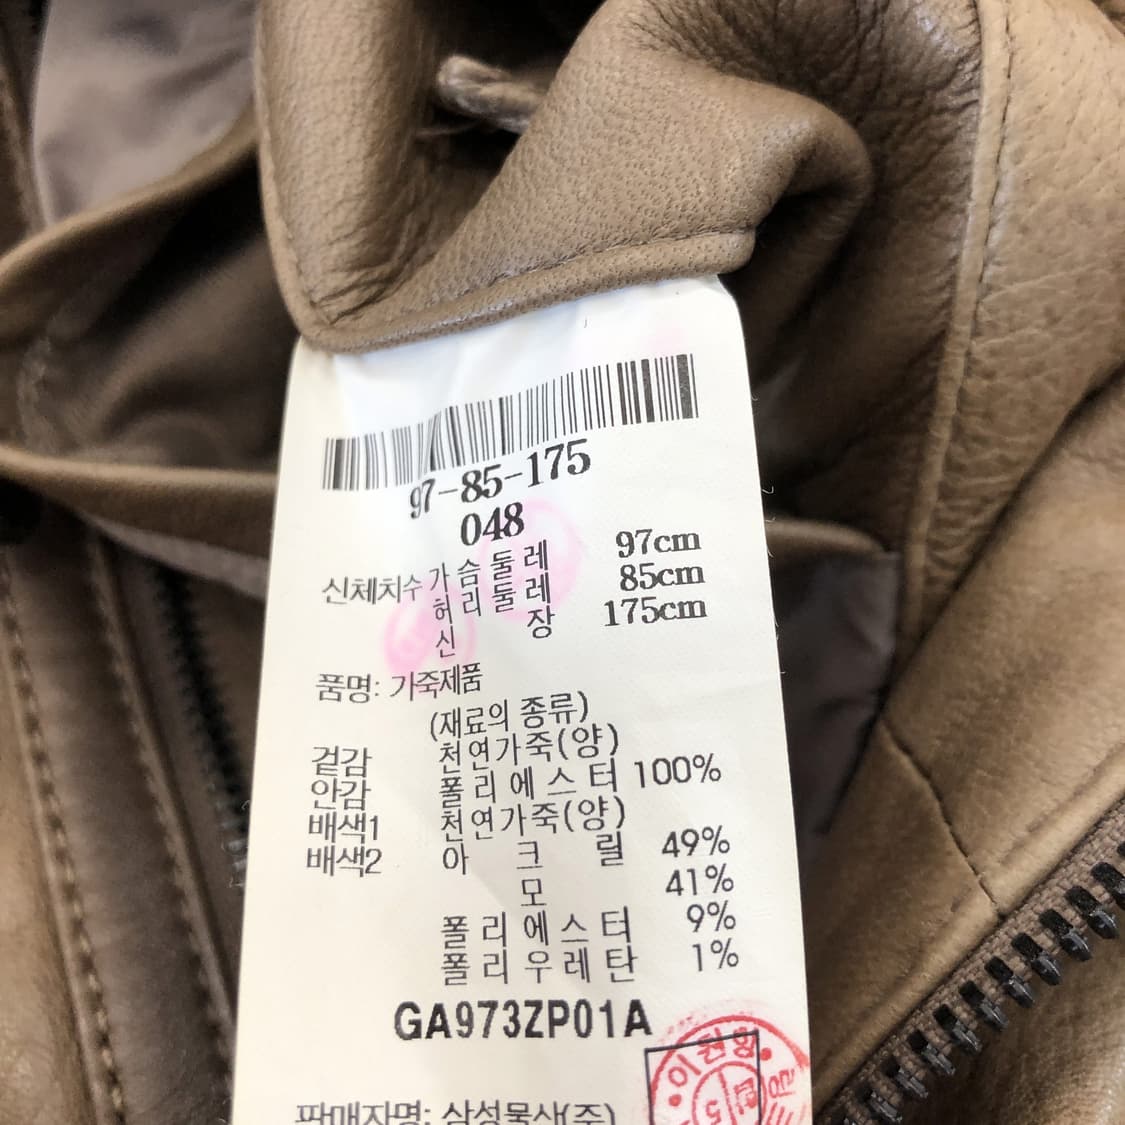 97-85-175
048
신체치수 가슴둘레 97cm
허리둘레 85cm
신장 175cm
품명: 가죽제품
(재료의 종류)
겉감 천연가죽(양)
안감 폴리에스터 100%
배색1 천연가죽(양)
배색2 아크릴 49%
모 41%
폴리에스터 9%
폴리우레탄 1%
GA973ZP01A
판매자명: 삼성물산(주)